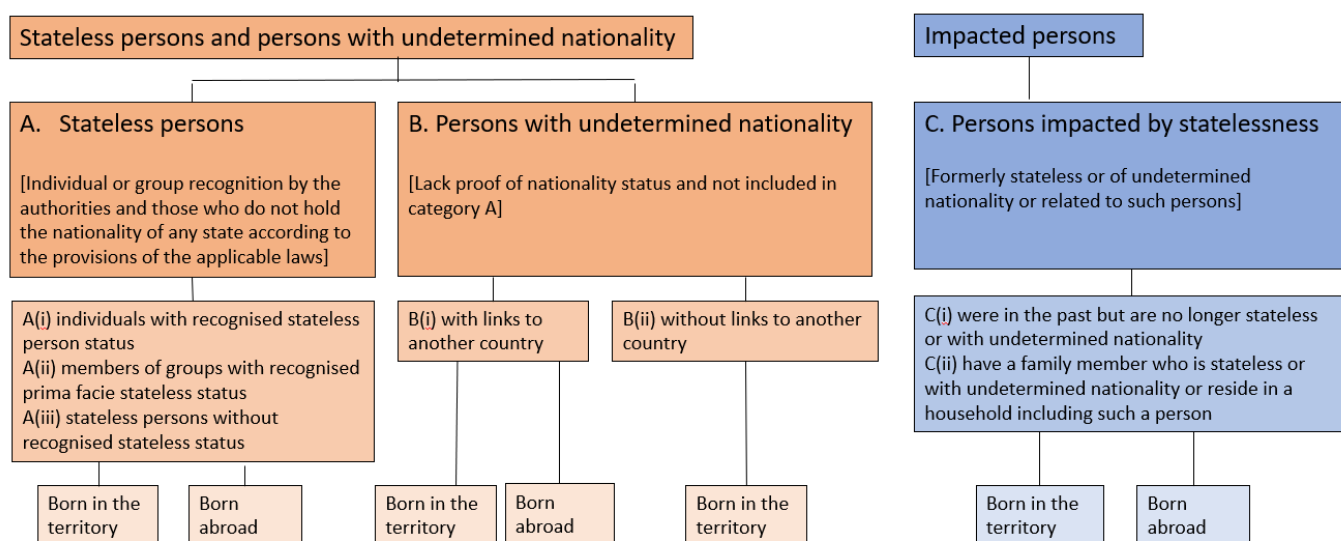 Stateless persons and persons with undetermined nationality
Impacted persons
A. Stateless persons
[Individual or group recognition by the
authorities and those who do not hold
the nationality of any state according to
the provisions of the applicable laws]
B. Persons with undetermined nationality
[Lack proof of nationality status and not included in
category A]
C. Persons impacted by statelessness
[Formerly stateless or of undetermined
nationality or related to such persons]
A(i) individuals with recognised stateless
person status
A(ii) members of groups with recognised
prima facie stateless status
A(iii) stateless persons without
recognised stateless status
B(i) with links to
another country
B(ii) without links to another
country
C(i) were in the past but are no longer stateless
or with undetermined nationality
C(ii) have a family member who is stateless or
with undetermined nationality or reside in a
household including such a person
Born in the
territory
Born
abroad
Born in the
territory
Born
abroad
Born in the
territory
Born in the
territory
Born
abroad